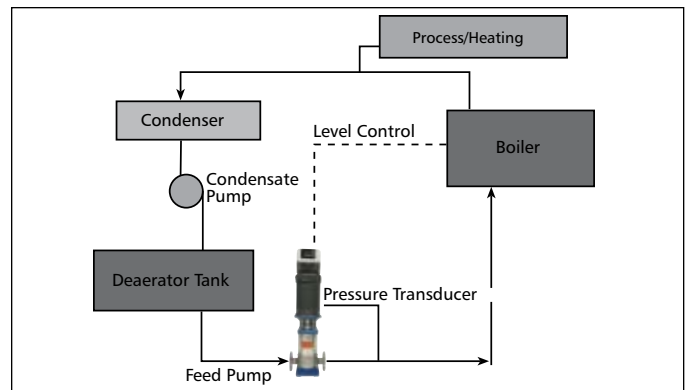 Process/Heating
Condenser
Level Control
Boiler
Condensate
Pump
Deaerator Tank
Pressure Transducer
Feed Pump